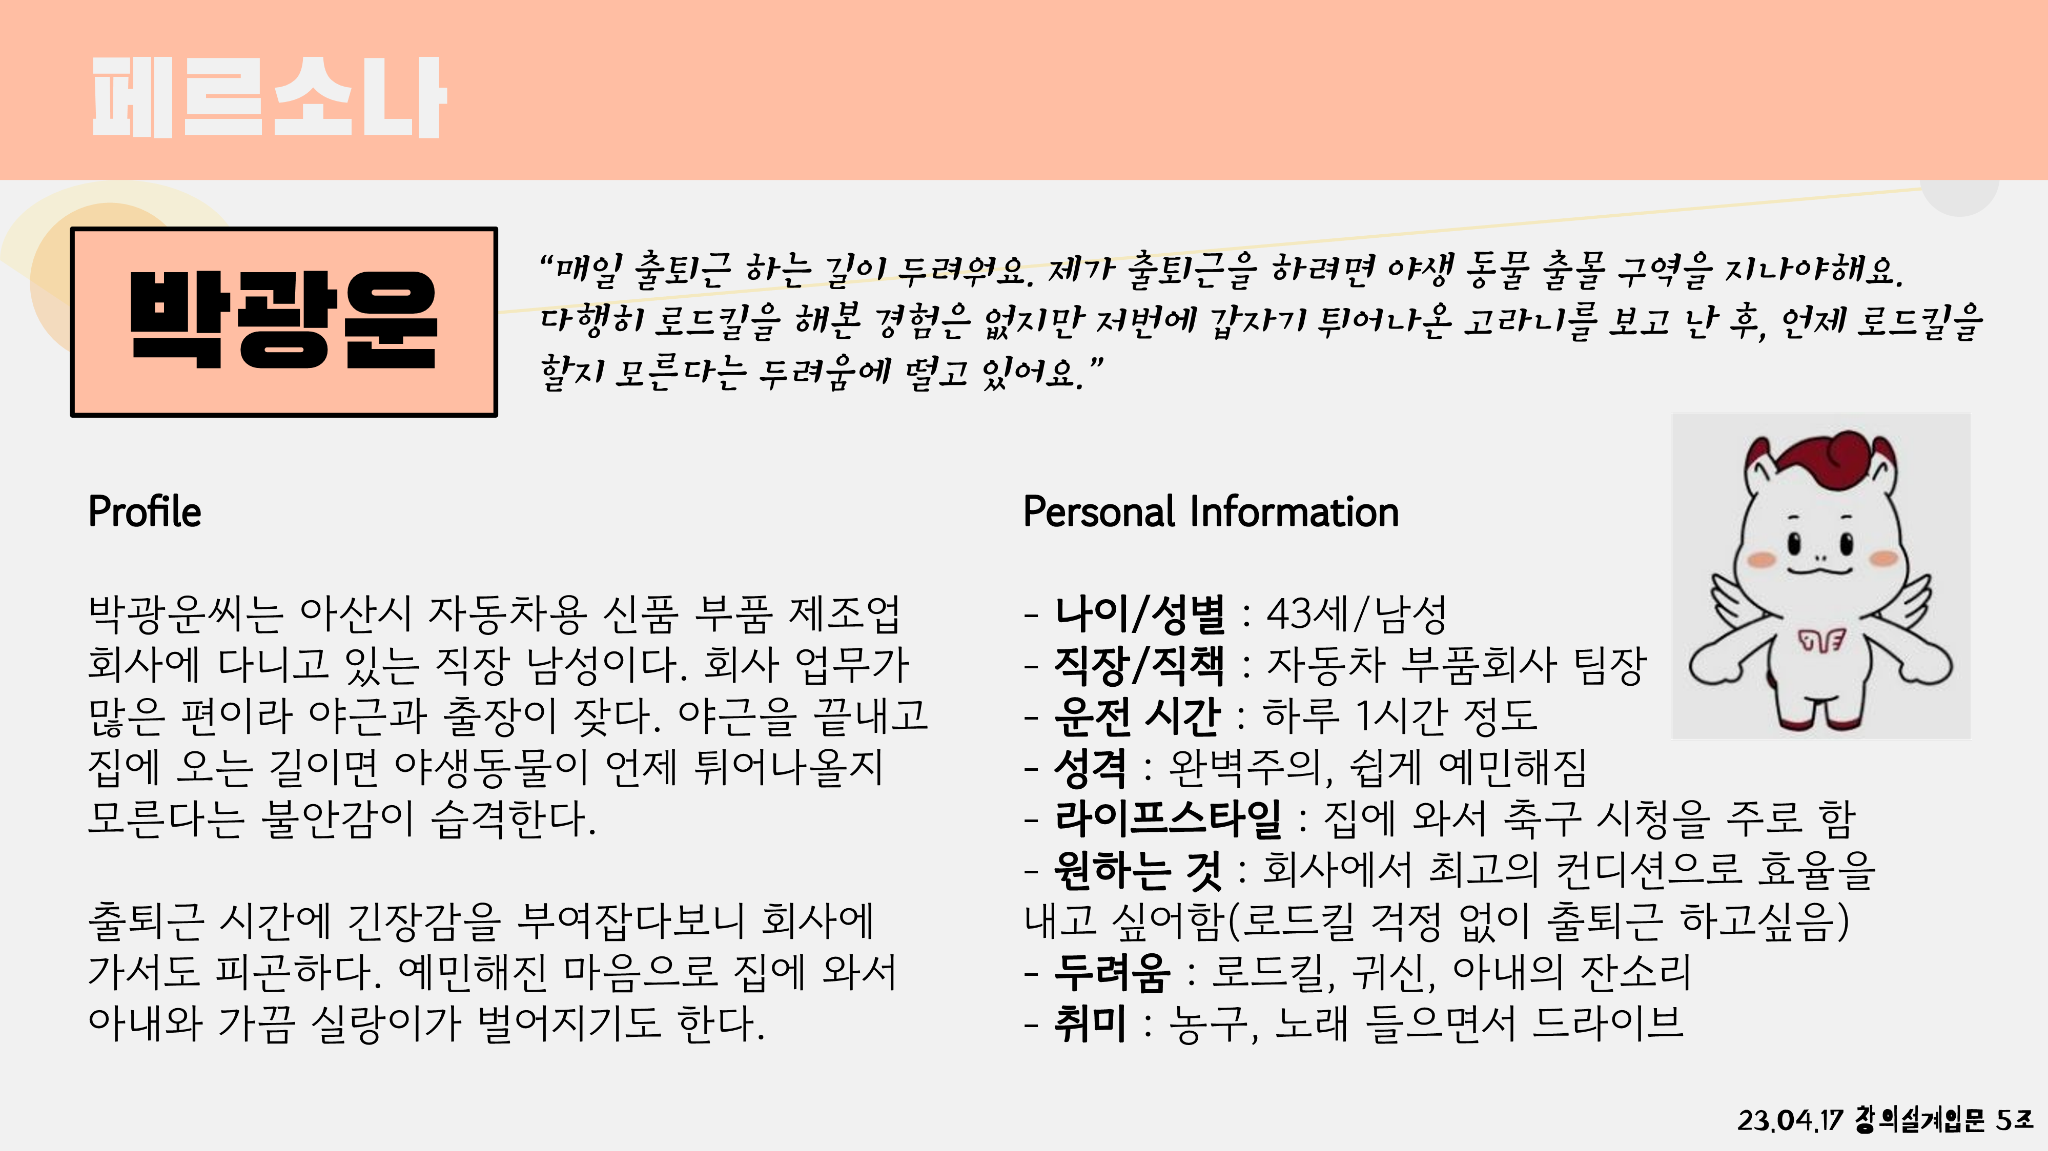 페르소나
박광운
“매일 출퇴근 하는 길이 두려워요. 제가 출퇴근을 하려면 야생 동물 출몰 구역을 지나야해요.
다행히 로드킬을 해본 경험은 없지만 저번에 갑자기 튀어나온 고라니를 보고 난 후, 언제 로드킬을
할지 모른다는 두려움에 떨고 있어요.”
Profile
박광운씨는 아산시 자동차용 신품 부품 제조업
회사에 다니고 있는 직장 남성이다. 회사 업무가
많은 편이라 야근과 출장이 잦다. 야근을 끝내고
집에 오는 길이면 야생동물이 언제 튀어나올지
모른다는 불안감이 습격한다.
출퇴근 시간에 긴장감을 부여잡다보니 회사에
가서도 피곤하다. 예민해진 마음으로 집에 와서
아내와 가끔 실랑이가 벌어지기도 한다.
Personal Information
- 나이/성별 : 43세/남성
- 직장/직책 : 자동차 부품회사 팀장
- 운전 시간 : 하루 1시간 정도
- 성격 : 완벽주의, 쉽게 예민해짐
- 라이프스타일 : 집에 와서 축구 시청을 주로 함
- 원하는 것 : 회사에서 최고의 컨디션으로 효율을
내고 싶어함(로드킬 걱정 없이 출퇴근 하고싶음)
- 두려움 : 로드킬, 귀신, 아내의 잔소리
- 취미 : 농구, 노래 들으면서 드라이브
23.04.17 창의설계입문 5조